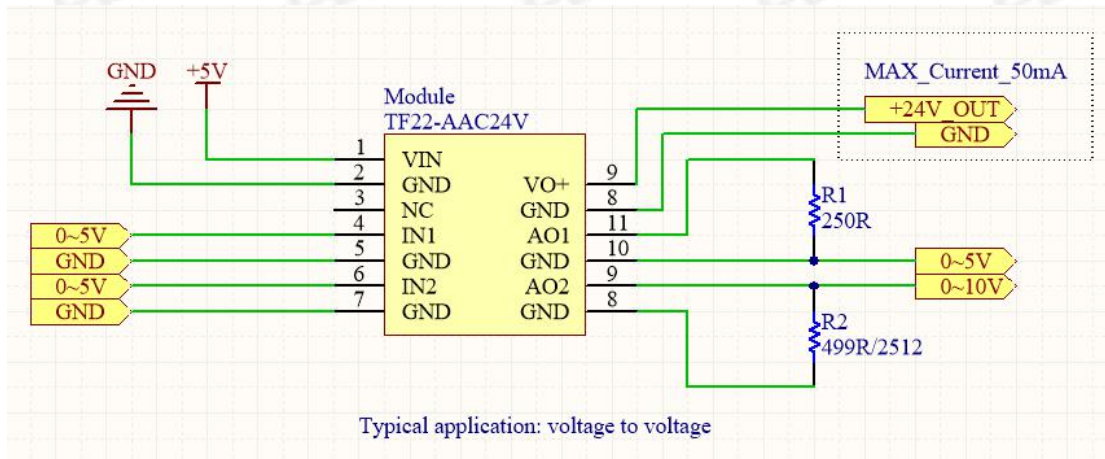 GND +5V
MAX_Current_50mA
Module
TF22-AAC24V
+24V_OUT
GND
1 VIN
2 GND
3 NC
4 IN1
5 GND
6 IN2
7 GND
VO+ 9
GND 8
AO1 11
GND 10
AO2 9
GND 8
0~5V
GND
0~5V
GND
R1
250R
0~5V
0~10V
R2
499R/2512
Typical application: voltage to voltage